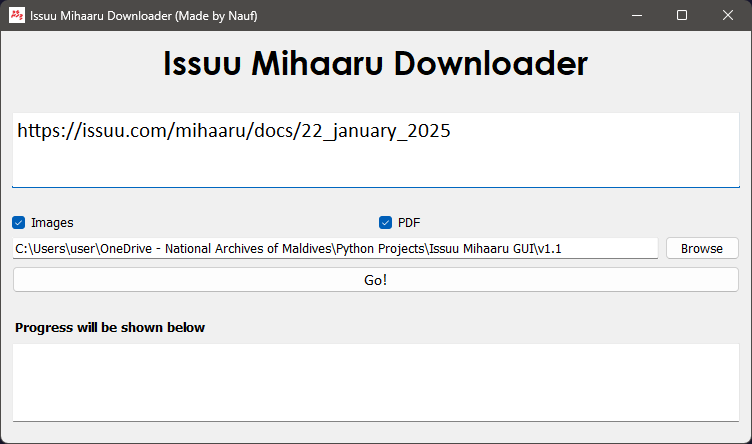 Issuu Mihaaru Downloader (Made by Nauf)
Issuu Mihaaru Downloader
https://issuu.com/mihaaru/docs/22_january_2025
Images PDF
C:\Users\user\OneDrive - National Archives of Maldives\Python Projects\Issuu Mihaaru GUI\v1.1 Browse
Go!
Progress will be shown below